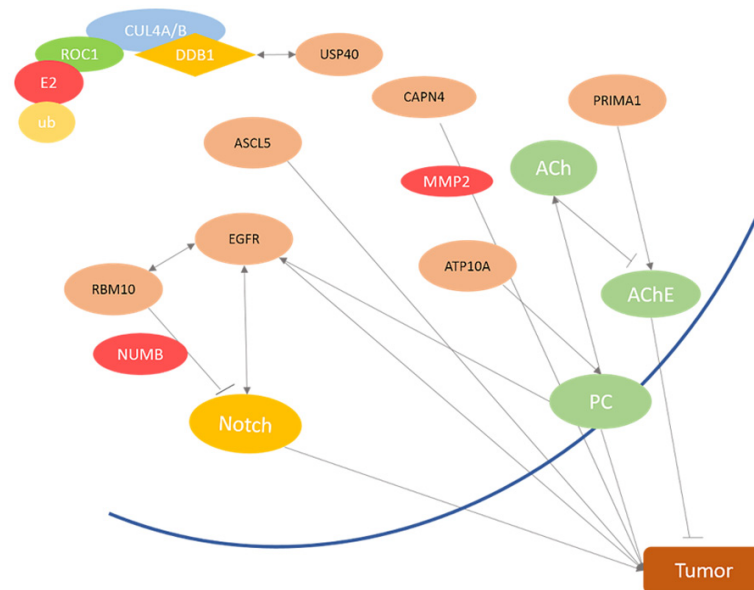 CUL4A/B
ROC1
DDB1
USP40
E2
ub
CAPN4
PRIMA1
ASCL5
ACh
MMP2
EGFR
ATP10A
RBM10
AChE
NUMB
PC
Notch
Tumor